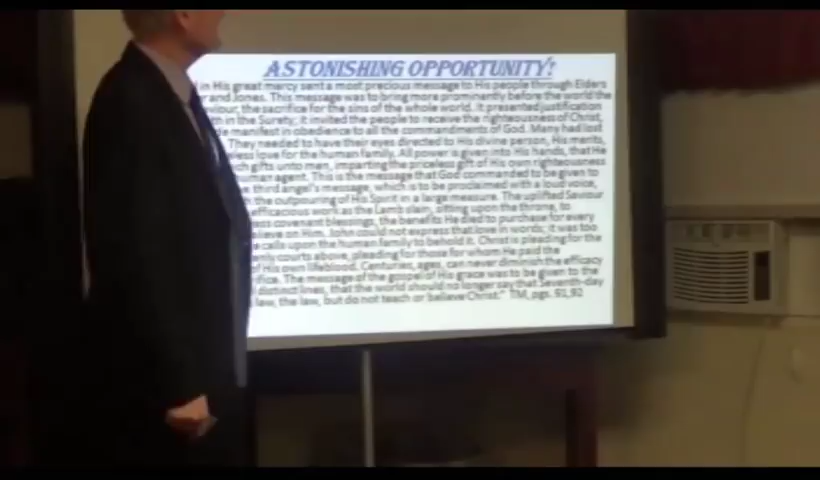 ASTONISHING OPPORTUNITY!
in His great mercy sent a most precious message to His people through Elders
and Jones. This message was to bring more prominently before the world the
viour, the sacrifice for the sins of the whole world. It presented justification
in the Surety; it invited the people to receive the righteousness of Christ,
manifest in obedience to all the commandments of God. Many had lost
They needed to have their eyes directed to His divine person, His merits,
love for the human family. All power is given into His hands, that He
gifts unto men, imparting the priceless gift of His own righteousness
human agent. This is the message that God commanded to be given to
third angel's message, which is to be proclaimed with a loud voice,
the outpouring of His Spirit in a large measure. The uplifted Saviour
efficacious work as the Lamb slain, sitting upon the throne, to
covenant blessings, the benefits He died to purchase for every
on Him. John could not express that love in words; it was too
calls upon the human family to behold it. Christ is pleading for the
courts above, pleading for those for whom He paid the
of His own lifeblood. Centuries, ages, can never diminish the efficacy
The message of the gospel of His grace was to be given to the
distinct lines, that the world should no longer say that Seventh-day
law, the law, but do not teach or believe Christ." TM, pgs. 91,92